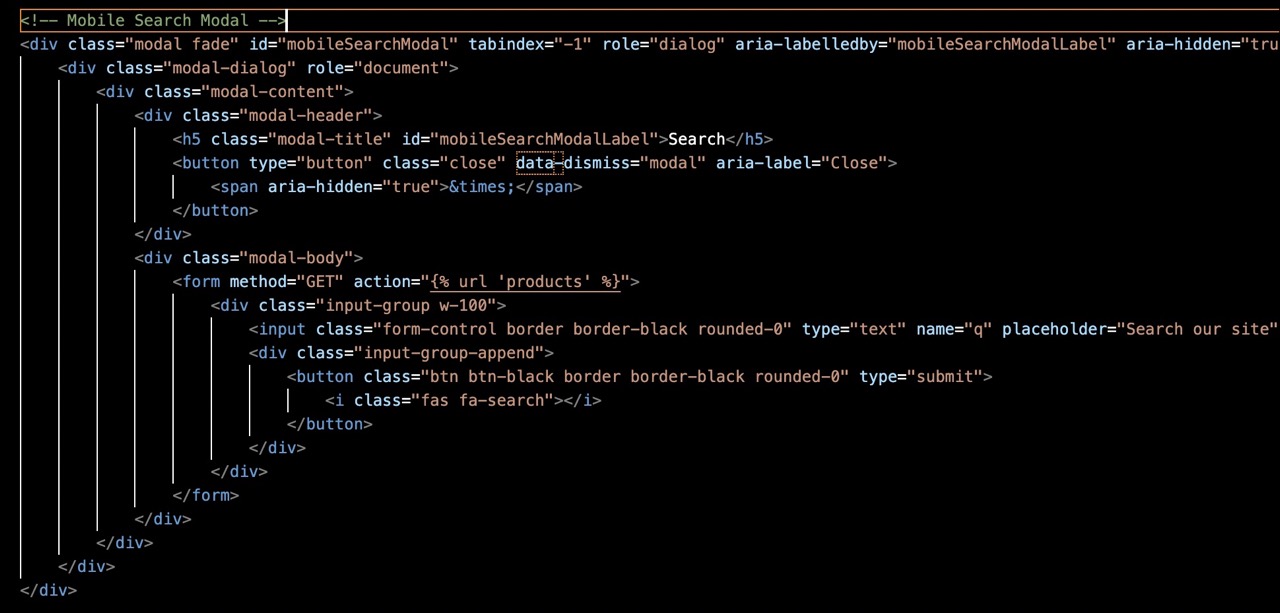 <!-- Mobile Search Modal -->
<div class="modal fade" id="mobileSearchModal" tabindex="-1" role="dialog" aria-labelledby="mobileSearchModalLabel" aria-hidden="tru
<div class="modal-dialog" role="document">
<div class="modal-content">
<div class="modal-header">
<h5 class="modal-title" id="mobileSearchModalLabel">Search</h5>
<button type="button" class="close" data-dismiss="modal" aria-label="Close">
<span aria-hidden="true">&times;</span>
</button>
</div>
<div class="modal-body">
<form method="GET" action="{% url 'products' %}">
<div class="input-group w-100">
<input class="form-control border border-black rounded-0" type="text" name="q" placeholder="Search our site"
<div class="input-group-append">
<button class="btn btn-black border border-black rounded-0" type="submit">
<i class="fas fa-search"></i>
</button>
</div>
</div>
</form>
</div>
</div>
</div>
</div>